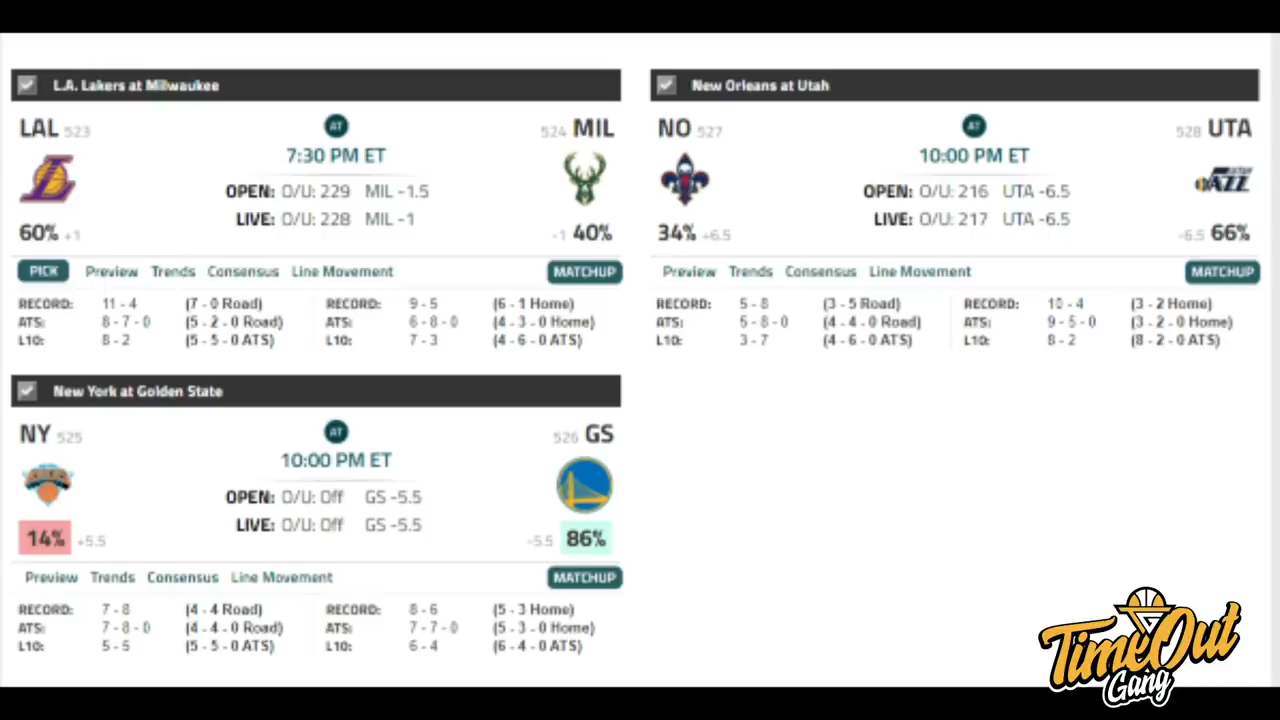 L.A. Lakers at Milwaukee
LAL 523 AT 524 MIL
7:30 PM ET
OPEN: O/U: 229 MIL -1.5
LIVE: O/U: 228 MIL -1
60% +1 -1 40%
PICK Preview Trends Consensus Line Movement MATCHUP
RECORD: 11 - 4 (7 - 0 Road) RECORD: 9 - 5 (6 - 1 Home)
ATS: 8 - 7 - 0 (5 - 2 - 0 Road) ATS: 6 - 8 - 0 (4 - 3 - 0 Home)
L10: 8 - 2 (5 - 5 - 0 ATS) L10: 7 - 3 (4 - 6 - 0 ATS)
New Orleans at Utah
NO 527 AT 528 UTA
10:00 PM ET
OPEN: O/U: 216 UTA -6.5
LIVE: O/U: 217 UTA -6.5
JAZZ
34% +6.5 -6.5 66%
Preview Trends Consensus Line Movement MATCHUP
RECORD: 5 - 8 (3 - 5 Road) RECORD: 10 - 4 (3 - 2 Home)
ATS: 5 - 8 - 0 (4 - 4 - 0 Road) ATS: 9 - 5 - 0 (3 - 2 - 0 Home)
L10: 3 - 7 (4 - 6 - 0 ATS) L10: 8 - 2 (8 - 2 - 0 ATS)
New York at Golden State
NY 525 AT 526 GS
10:00 PM ET
OPEN: O/U: Off GS -5.5
LIVE: O/U: Off GS -5.5
14% +5.5 -5.5 86%
Preview Trends Consensus Line Movement MATCHUP
RECORD: 7 - 8 (4 - 4 Road) RECORD: 8 - 6 (5 - 3 Home)
ATS: 7 - 8 - 0 (4 - 4 - 0 Road) ATS: 7 - 7 - 0 (5 - 3 - 0 Home)
L10: 5 - 5 (5 - 5 - 0 ATS) L10: 6 - 4 (6 - 4 - 0 ATS)
TimeOut
Gang